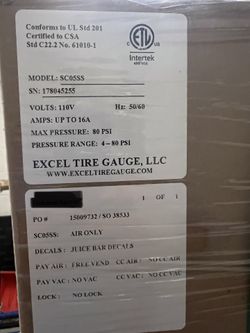 Conforms to UL Std 201
Certified to CSA
Std C22.2 No. 61010-1
ETL
Intertek
MODEL: SC05SS
SN: 178045255
VOLTS: 110V Hz: 50/60
AMPS: UP TO 16A
MAX PRESSURE: 80 PSI
PRESSURE RANGE: 4 – 80 PSI
EXCEL TIRE GAUGE, LLC
WWW.EXCELTIREGAUGE.COM
1 OF 1
PO # 15009732 / SO 38533
SC05SS: AIR ONLY
DECALS : JUICE BAR DECALS
PAY AIR : FREE VEND CC AIR : NO CC AIR
PAY VAC : NO VAC CC VAC : NO CC VAC
LOCK : NO LOCK